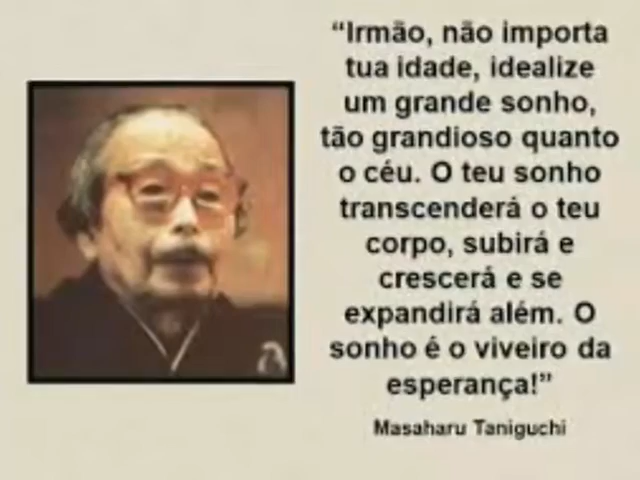 “Irmão, não importa
tua idade, idealize
um grande sonho,
tão grandioso quanto
o céu. O teu sonho
transcenderá o teu
corpo, subirá e
crescerá e se
expandirá além. O
sonho é o viveiro da
esperança!”
Masaharu Taniguchi